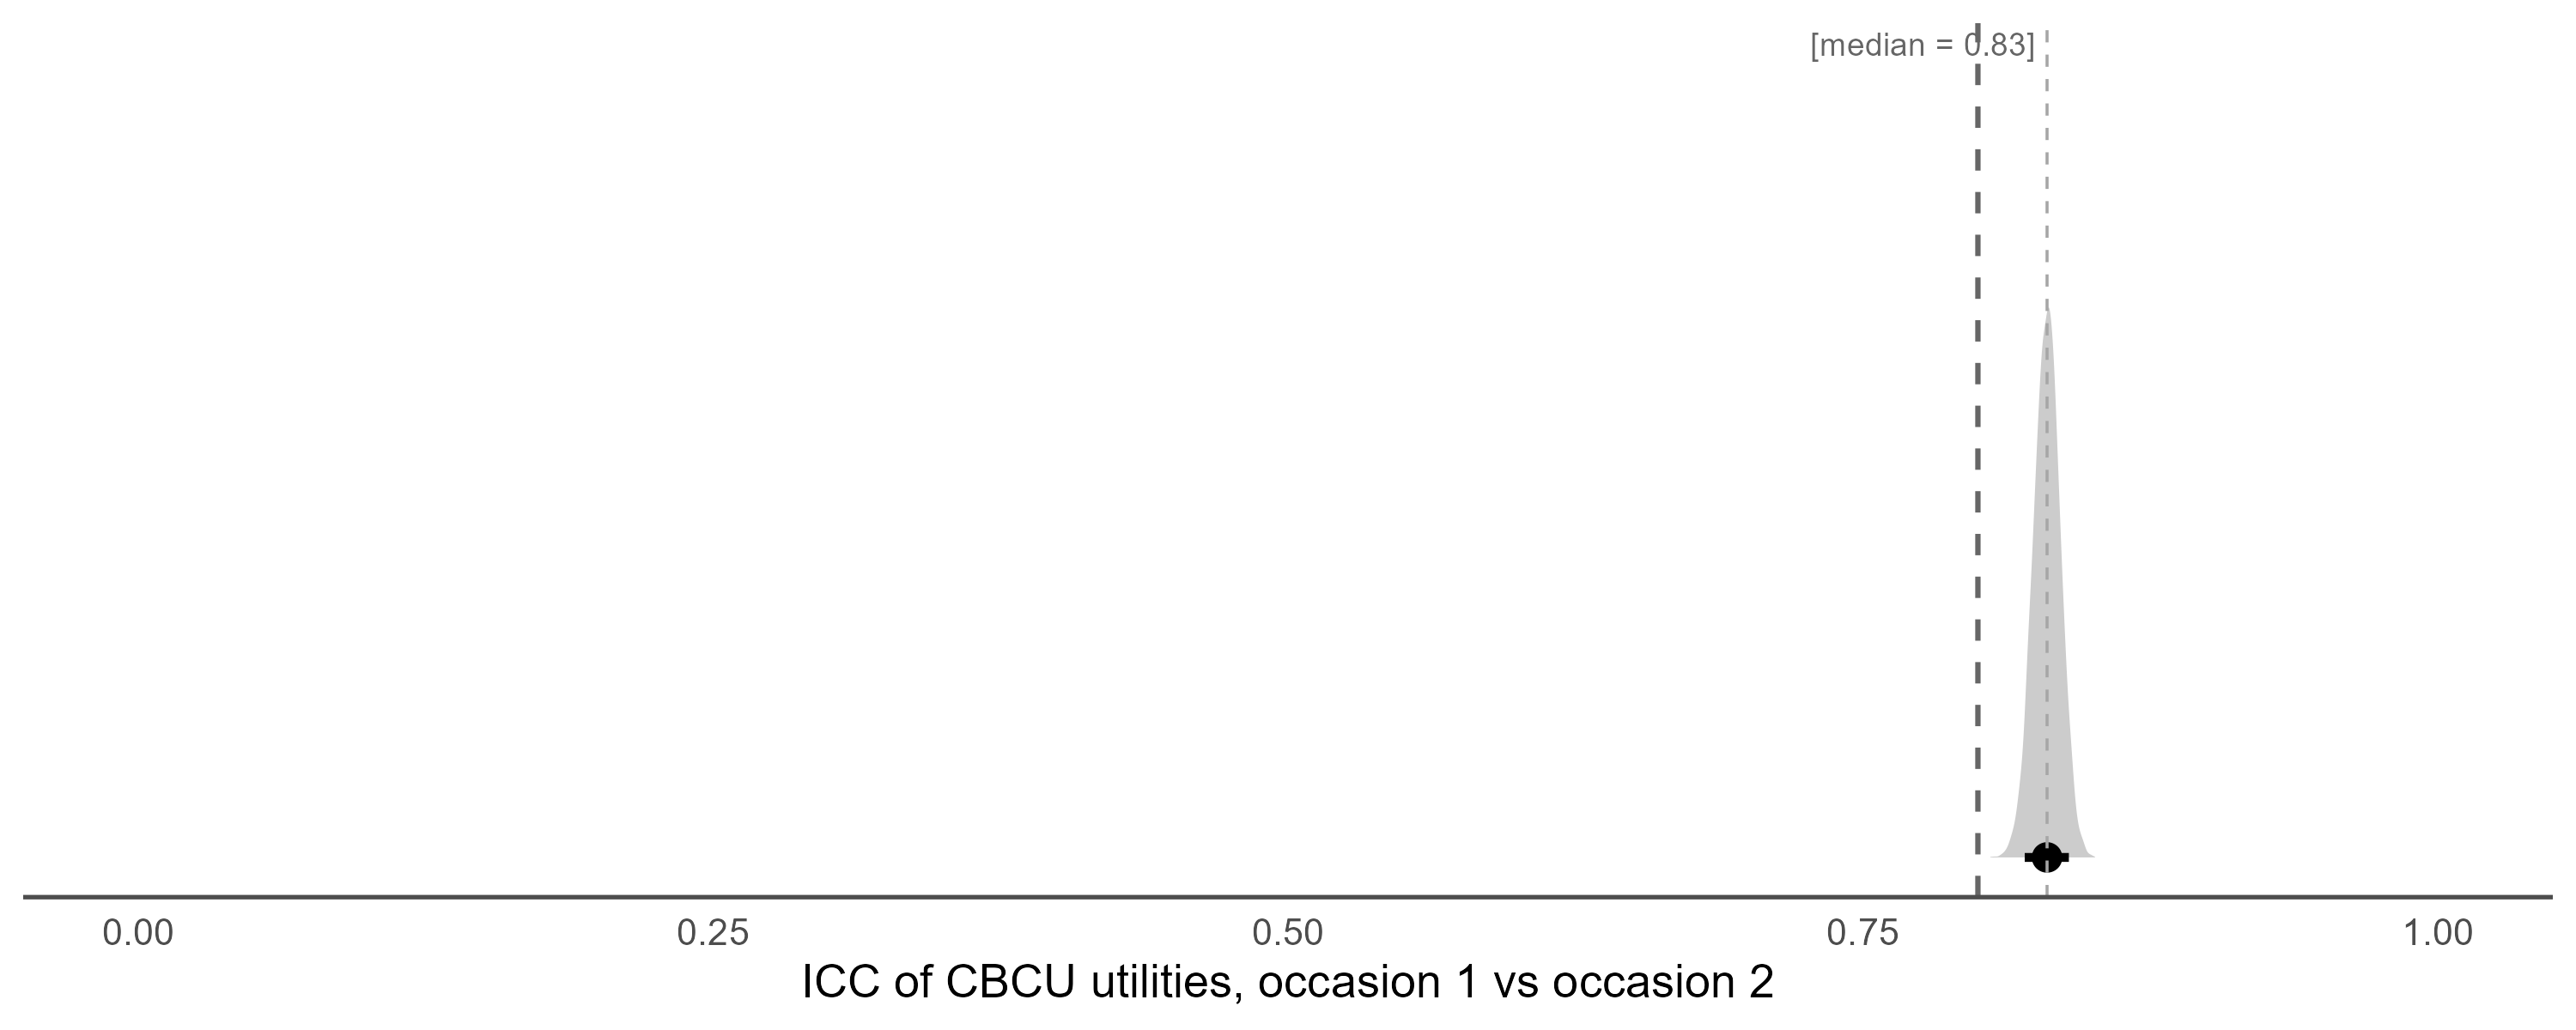 [median = 0.83]
0.00 0.25 0.50 0.75 1.00
ICC of CBCU utilities, occasion 1 vs occasion 2